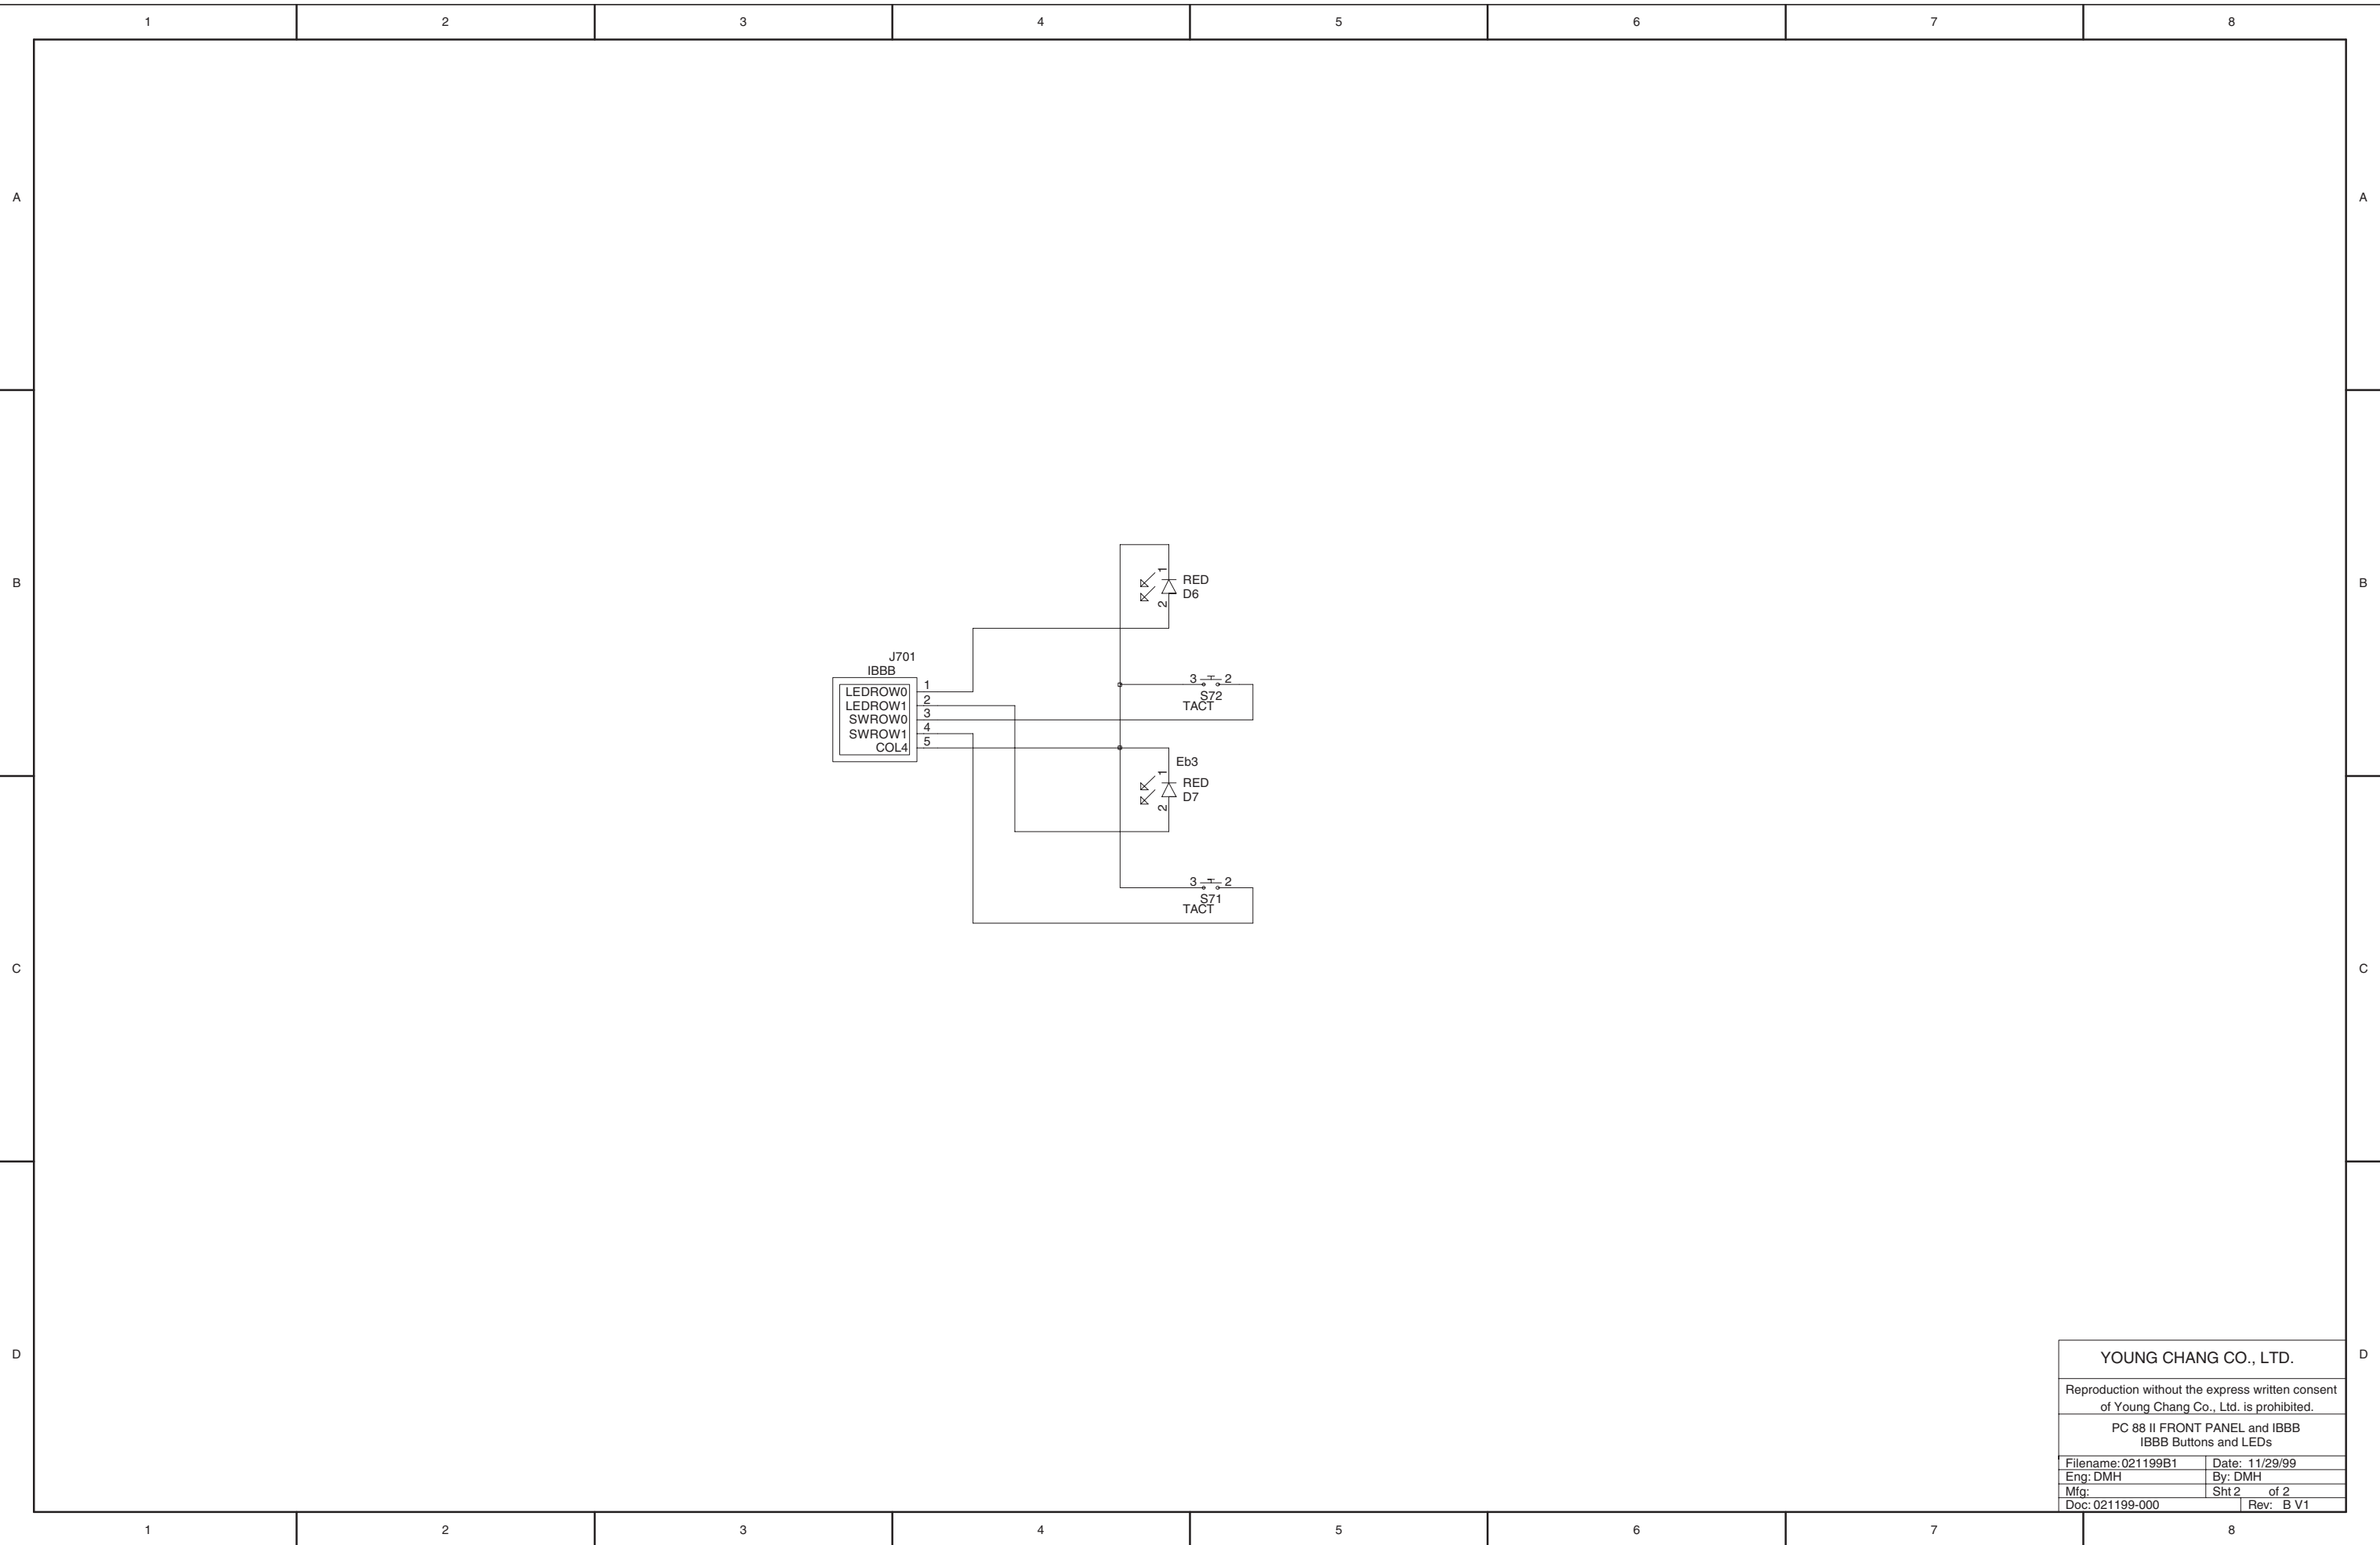 1 2 3 4 5 6 7 8
A A
B B
1
RED
D6
2
J701
IBBB
LEDROW0 1
LEDROW1 2
SWROW0 3
SWROW1 4
COL4 5
3 2
S72
TACT
Eb3
1
RED
D7
2
3 2
S71
TACT
C C
D D
YOUNG CHANG CO., LTD.
Reproduction without the express written consent
of Young Chang Co., Ltd. is prohibited.
PC 88 II FRONT PANEL and IBBB
IBBB Buttons and LEDs
Filename: 021199B1 Date: 11/29/99
Eng: DMH By: DMH
Mfg: Sht 2 of 2
Doc: 021199-000 Rev: B V1
1 2 3 4 5 6 7 8